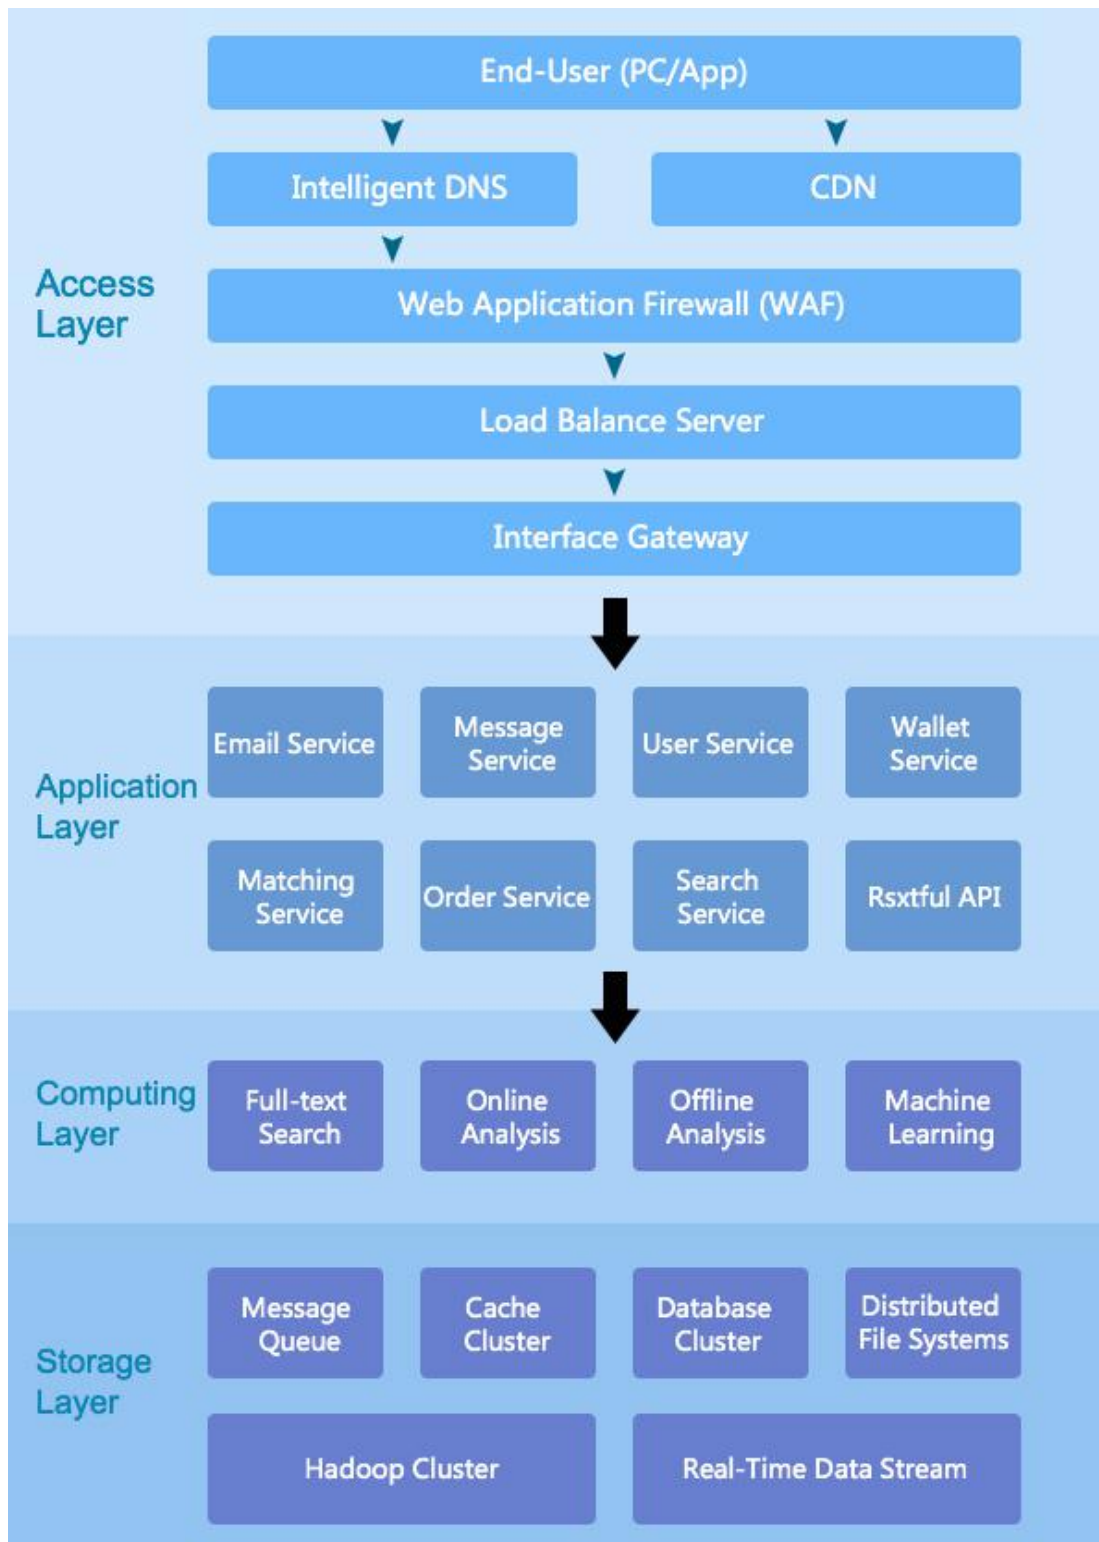 End-User (PC/App)
Intelligent DNS
CDN
Access
Layer
Web Application Firewall (WAF)
Load Balance Server
Interface Gateway
Application
Layer
Email Service
Message
Service
User Service
Wallet
Service
Matching
Service
Order Service
Search
Service
Rsxtful API
Computing
Layer
Full-text
Search
Online
Analysis
Offline
Analysis
Machine
Learning
Storage
Layer
Message
Queue
Cache
Cluster
Database
Cluster
Distributed
File Systems
Hadoop Cluster
Real-Time Data Stream